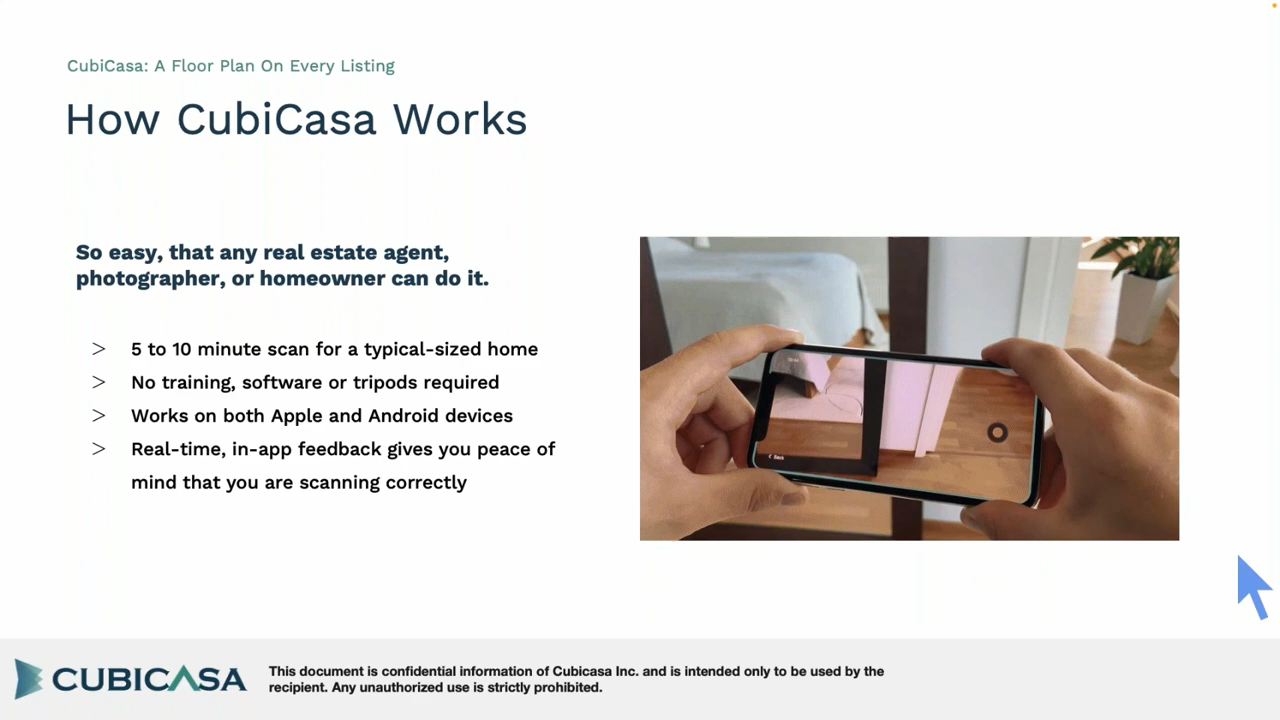 CubiCasa: A Floor Plan On Every Listing
How CubiCasa Works
So easy, that any real estate agent,
photographer, or homeowner can do it.
> 5 to 10 minute scan for a typical-sized home
> No training, software or tripods required
> Works on both Apple and Android devices
> Real-time, in-app feedback gives you peace of
mind that you are scanning correctly
< Back
CUBICASA
This document is confidential information of Cubicasa Inc. and is intended only to be used by the
recipient. Any unauthorized use is strictly prohibited.